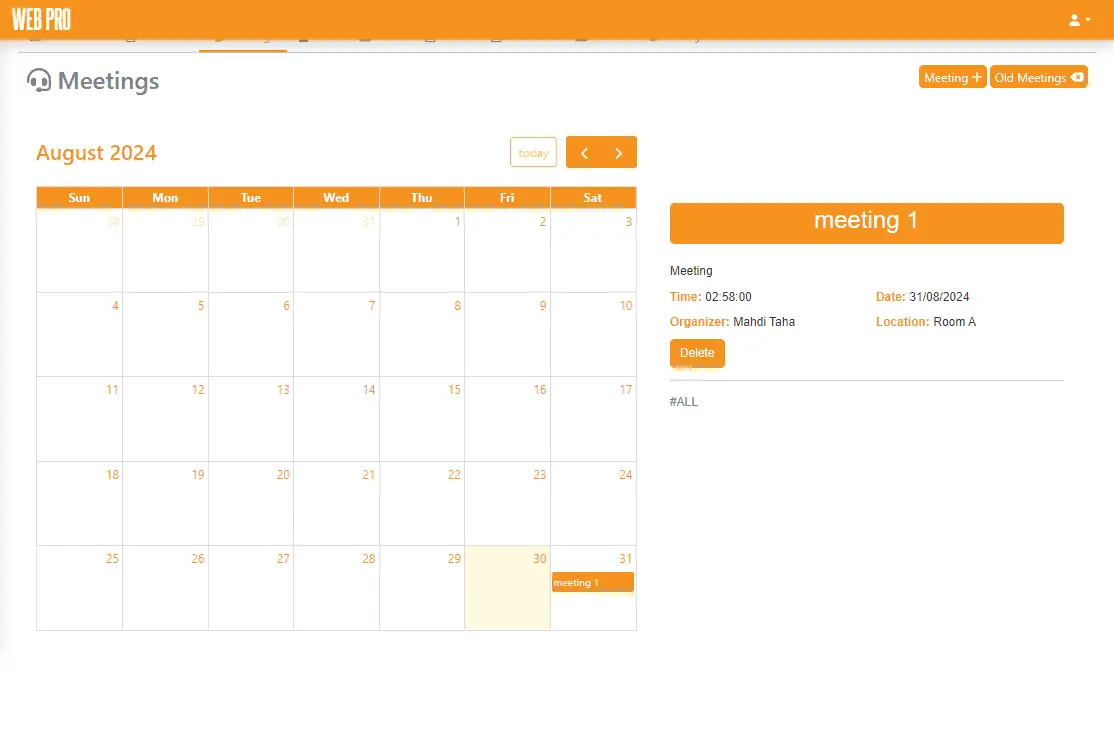 WEB PRO
Meetings
Meeting +
Old Meetings
August 2024
today
Sun Mon Tue Wed Thu Fri Sat
28 29 30 31 1 2 3
4 5 6 7 8 9 10
11 12 13 14 15 16 17
18 19 20 21 22 23 24
25 26 27 28 29 30 31
meeting 1
meeting 1
Meeting
Time: 02:58:00 Date: 31/08/2024
Organizer: Mahdi Taha Location: Room A
Delete
#ALL